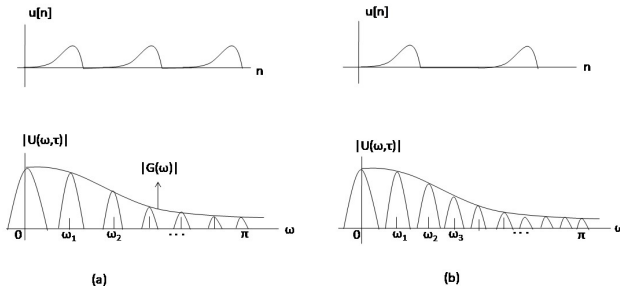 u[n]
n
|U(ω,τ)|
|G(ω)|
0
ω1
ω2
...
π
ω
(a)
u[n]
n
|U(ω,τ)|
0
ω1
ω2
ω3
...
π
ω
(b)